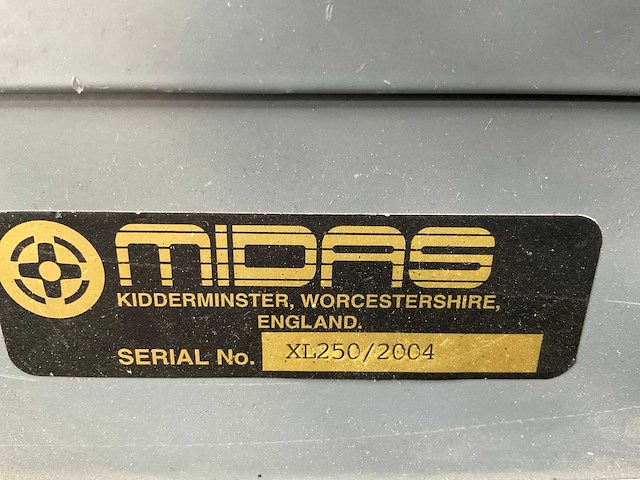 MIDAS
KIDDERMINSTER, WORCESTERSHIRE,
ENGLAND.
SERIAL No. XL250/2004